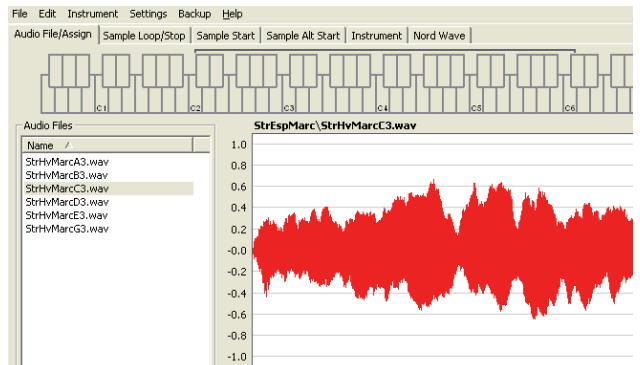 File Edit Instrument Settings Backup Help
Audio File/Assign Sample Loop/Stop Sample Start Sample Alt Start Instrument Nord Wave
C1 C2 C3 C4 C5 C6
Audio Files
StrEspMarc\StrHvMarcC3.wav
Name
StrHvMarcA3.wav
StrHvMarcB3.wav
StrHvMarcC3.wav
StrHvMarcD3.wav
StrHvMarcE3.wav
StrHvMarcG3.wav
1.0
0.8
0.6
0.4
0.2
-0.0
-0.2
-0.4
-0.6
-0.8
-1.0